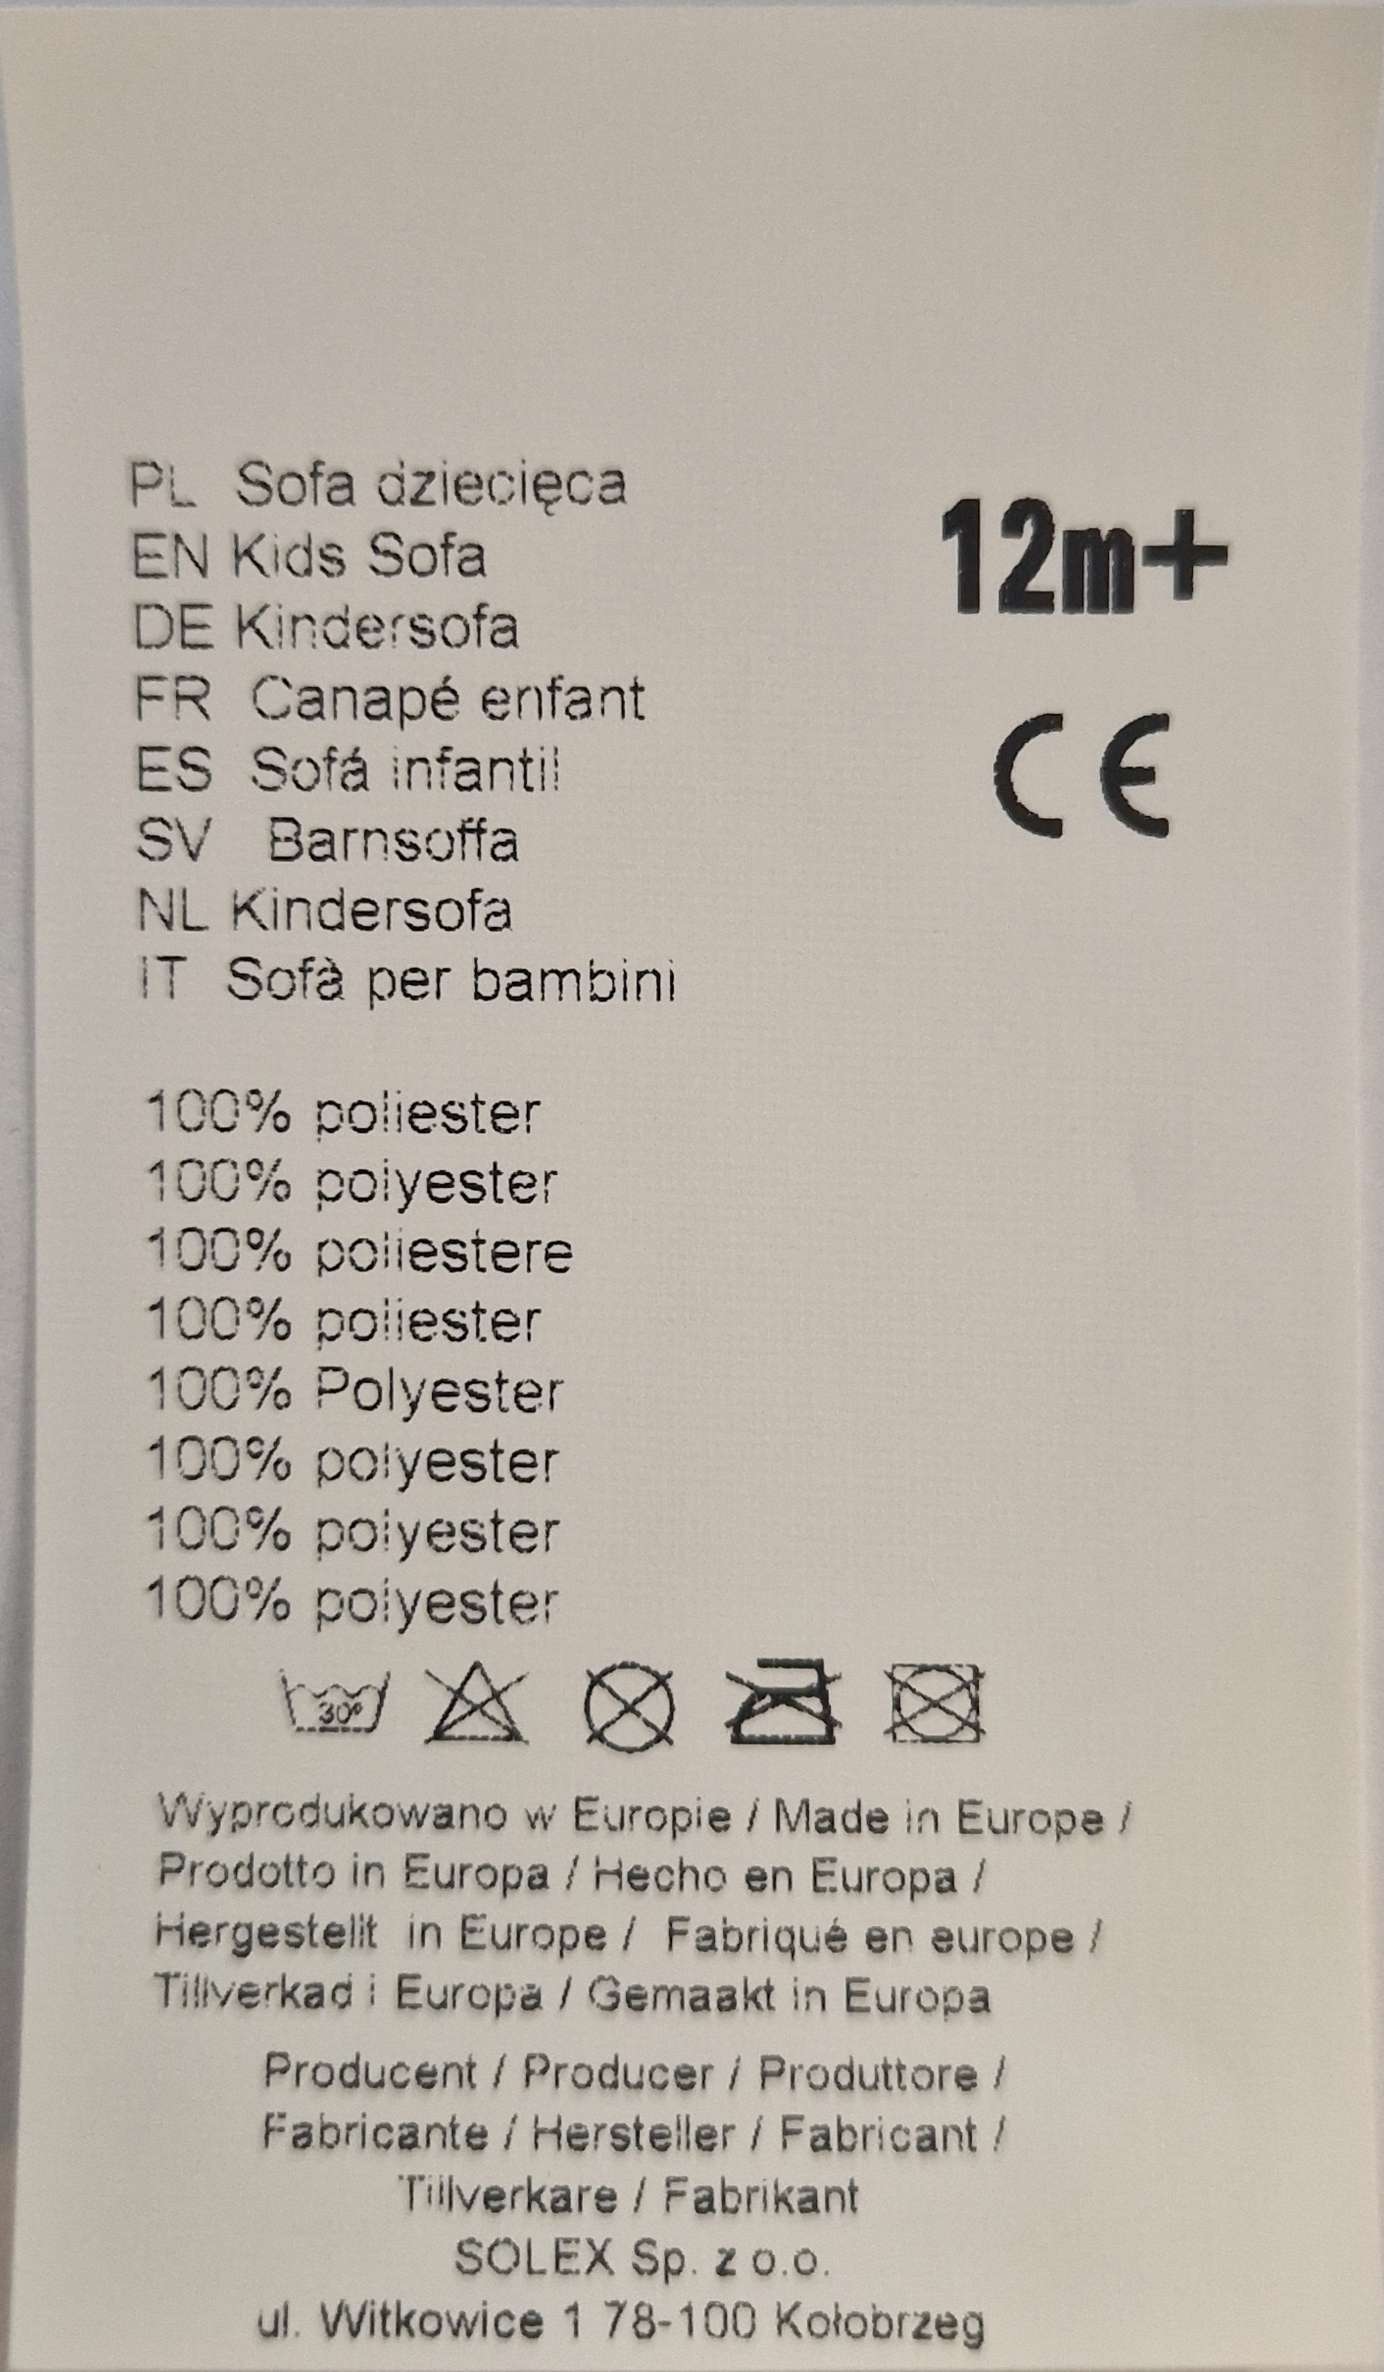 PL Sofa dziecięca
EN Kids Sofa
DE Kindersofa
FR Canapé enfant
ES Sofá infantil
SV Barnsoffa
NL Kindersofa
IT Sofà per bambini
12m+
CE
100% poliester
100% polyester
100% poliestere
100% poliester
100% Polyester
100% polyester
100% polyester
100% polyester
30°
Wyprodukowano w Europie / Made in Europe /
Prodotto in Europa / Hecho en Europa /
Hergestellt in Europe / Fabriqué en europe /
Tillverkad i Europa / Gemaakt in Europa
Producent / Producer / Produttore /
Fabricante / Hersteller / Fabricant /
Tillverkare / Fabrikant
SOLEX Sp. z o.o.
ul. Witkowice 1 78-100 Kołobrzeg